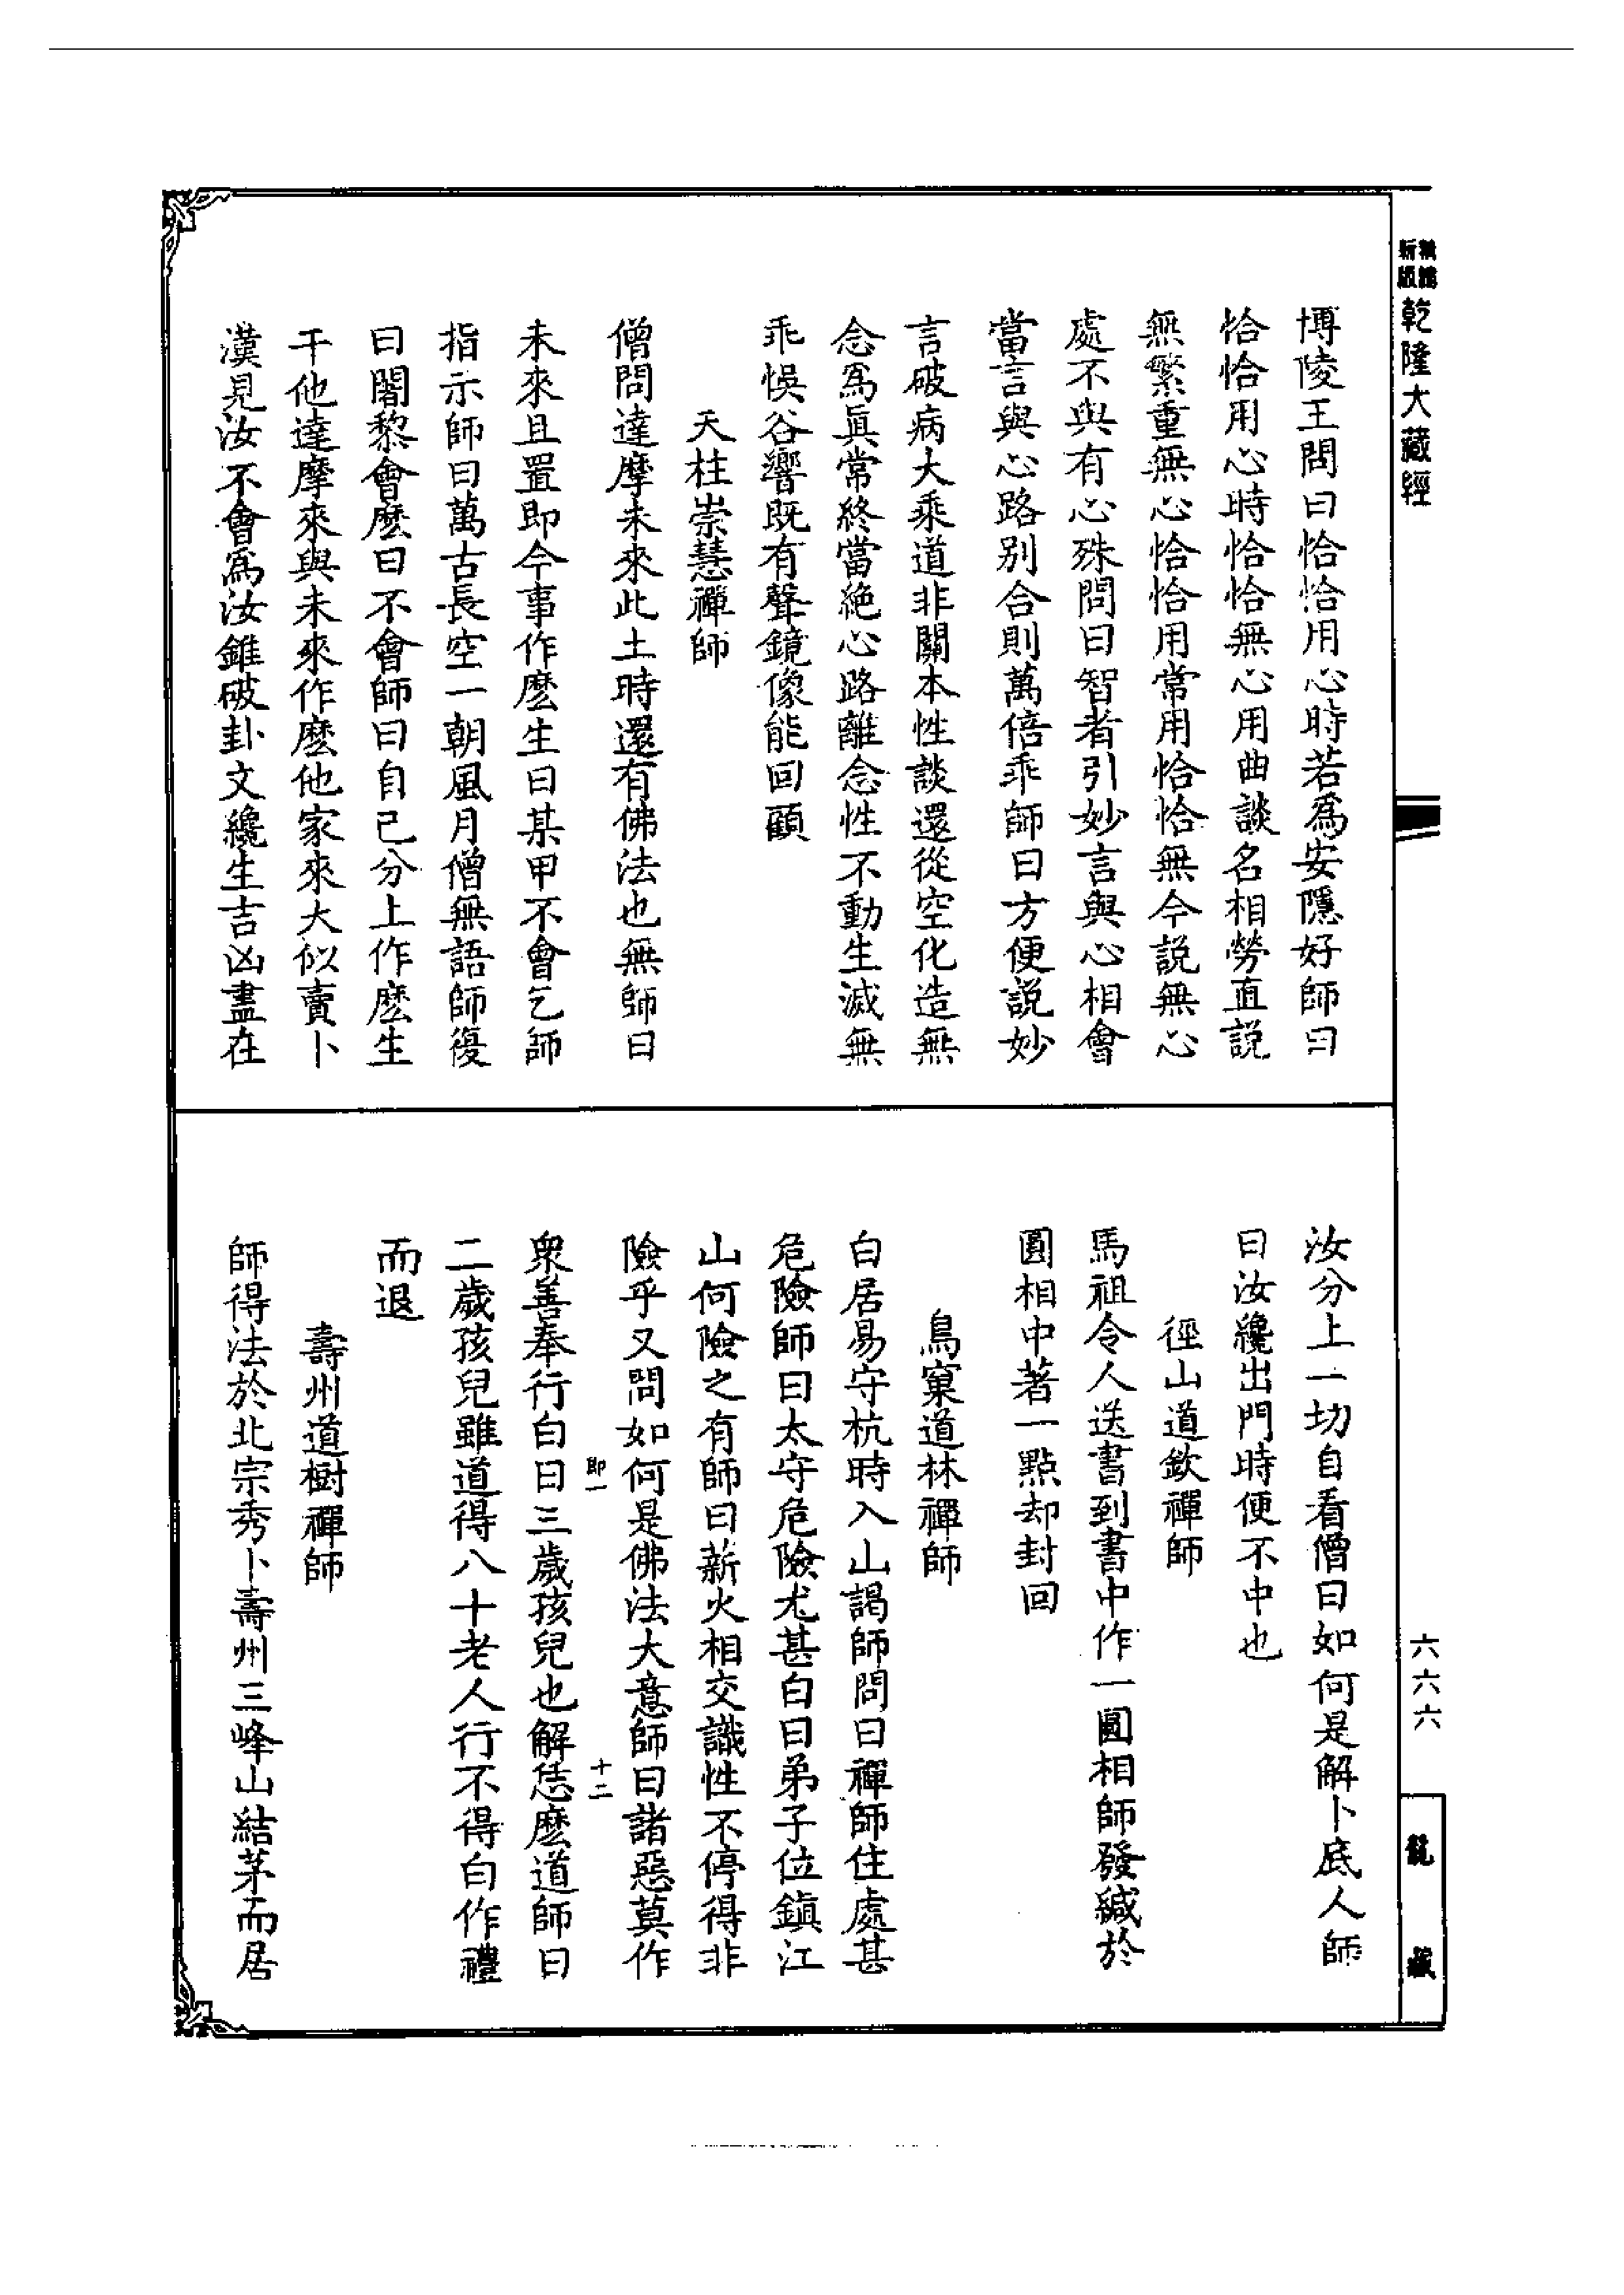 精縮新版乾隆大藏經
六六六
龍藏
博陵王問曰恰恰用心時若爲安隱好師曰
恰恰用心時恰恰無心用曲談名相勞直説
無繁重無心恰恰用常用恰恰無今説無心
處不與有心殊問曰智者引妙言與心相會
當言與心路别合則萬倍乖師曰方便説妙
言破病大乘道非關本性談還從空化造無
念爲眞常終當絶心路離念性不動生滅無
乖悞谷響既有聲鏡像能回顧
天柱崇慧禪師
僧問達摩未來此土時還有佛法也無師曰
未來且置即今事作麽生曰某甲不會乞師
指示師曰萬古長空一朝風月僧無語師復
曰闍黎會麽曰不會師曰自己分上作麽生
干他達摩來與未來作麽他家來大似賣卜
漢見汝不會爲汝錐破卦文纔生吉凶盡在
汝分上一切自看僧曰如何是解卜底人師
曰汝纔出門時便不中也
徑山道欽禪師
馬祖令人送書到書中作一圓相師發緘於
圓相中著一點却封回
鳥窠道林禪師
白居易守杭時入山謁師問曰禪師住處甚
危險師曰太守危險尤甚白曰弟子位鎭江
山何險之有師曰薪火相交識性不停得非
險乎又問如何是佛法大意師曰諸惡莫作
即一 十二
衆善奉行白曰三歲孩兒也解恁麽道師曰
二歲孩兒雖道得八十老人行不得白作禮
而退
壽州道樹禪師
師得法於北宗秀卜壽州三峰山結茅而居